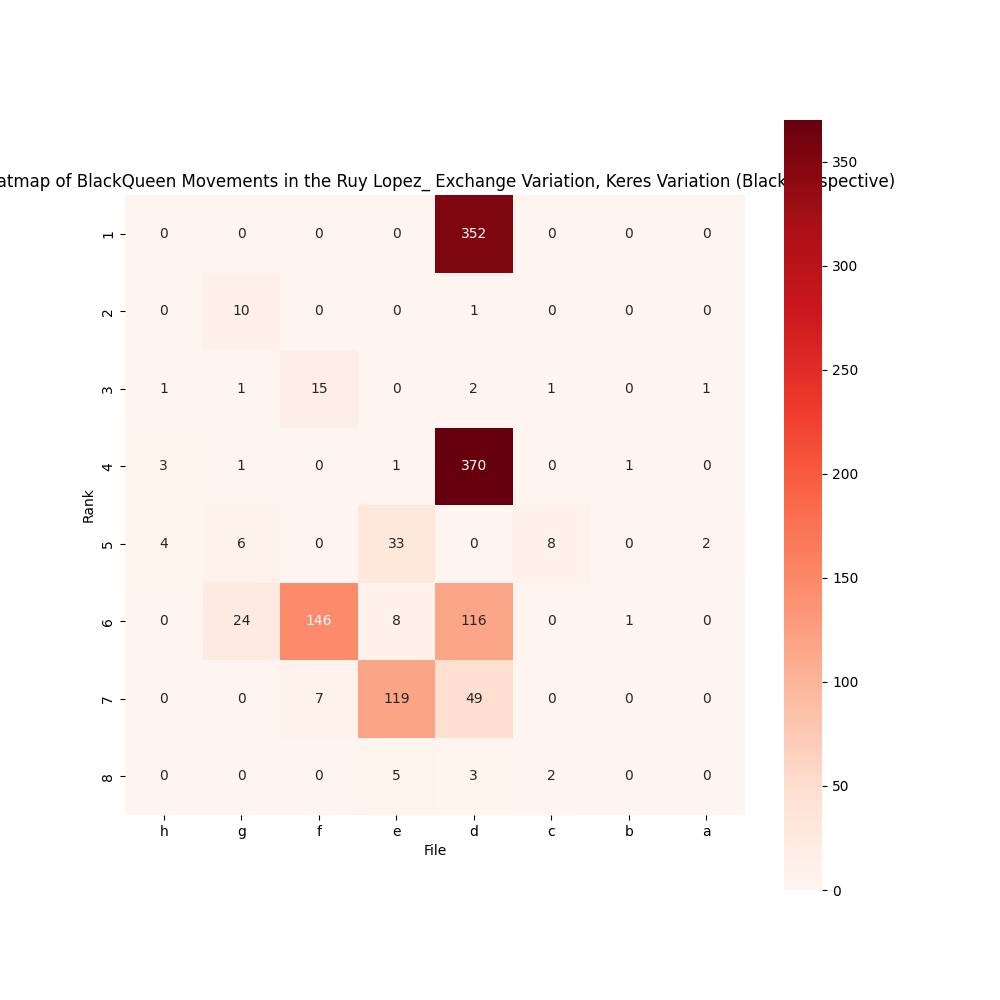 atmap of BlackQueen Movements in the Ruy Lopez_ Exchange Variation, Keres Variation (Black spective)
1 0 0 0 0 352 0 0 0
2 0 10 0 0 1 0 0 0
3 1 1 15 0 2 1 0 1
4 3 1 0 1 370 0 1 0
5 4 6 0 33 0 8 0 2
6 0 24 146 8 116 0 1 0
7 0 0 7 119 49 0 0 0
8 0 0 0 5 3 2 0 0
h g f e d c b a
Rank
File
350
300
250
200
150
100
50
0